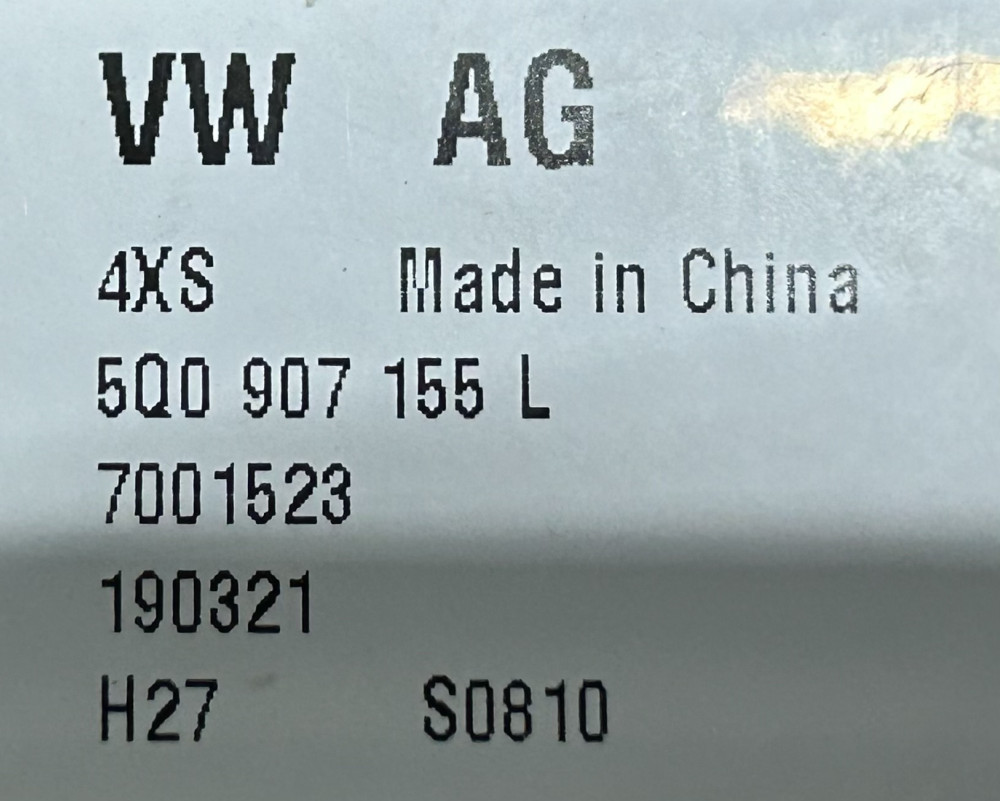 VW AG
4XS Made in China
5Q0 907 155 L
7001523
190321
H27 S0810